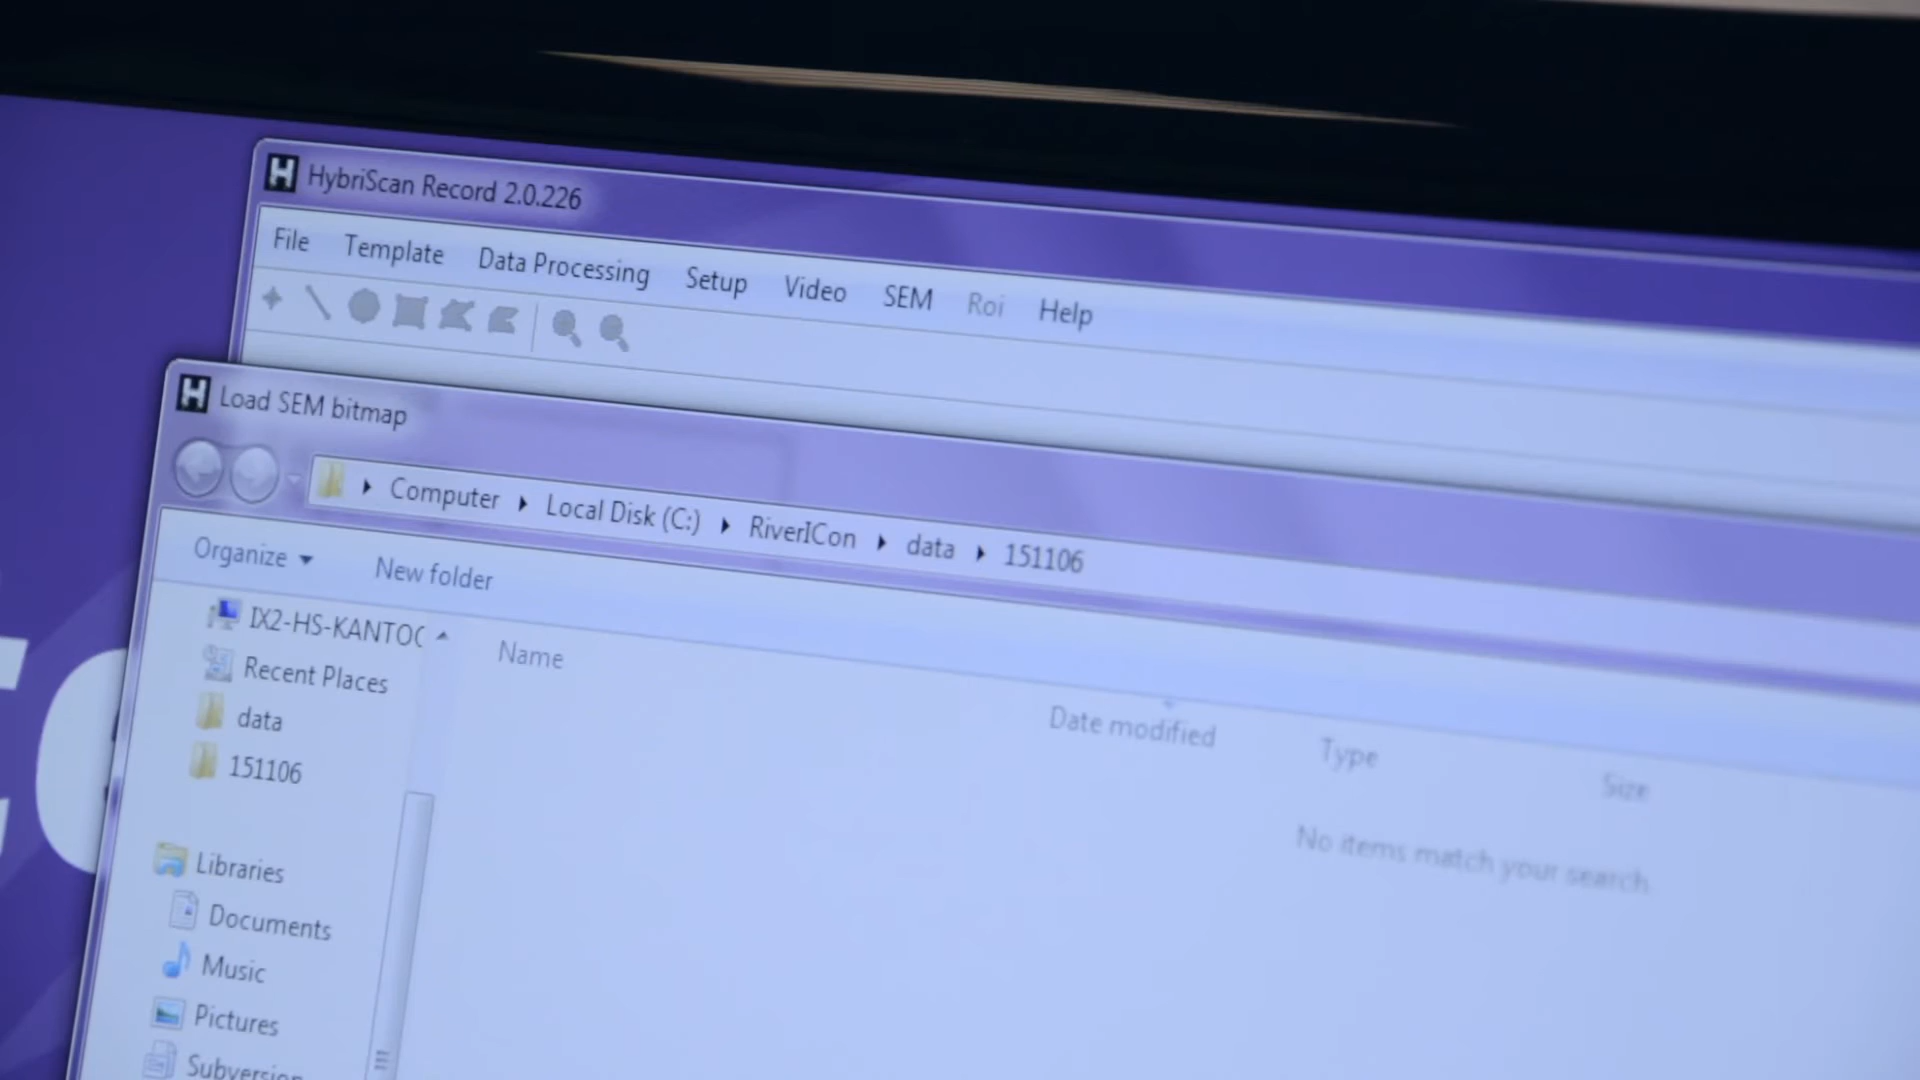 HybriScan Record 2.0.226
File Template Data Processing Setup Video SEM Roi Help
Load SEM bitmap
Computer Local Disk (C:) RiverICon data 151106
Organize New folder
Name Date modified Type Size
IX2-HS-KANTOO
Recent Places
data
151106
No items match your search.
Libraries
Documents
Music
Pictures
Subversion